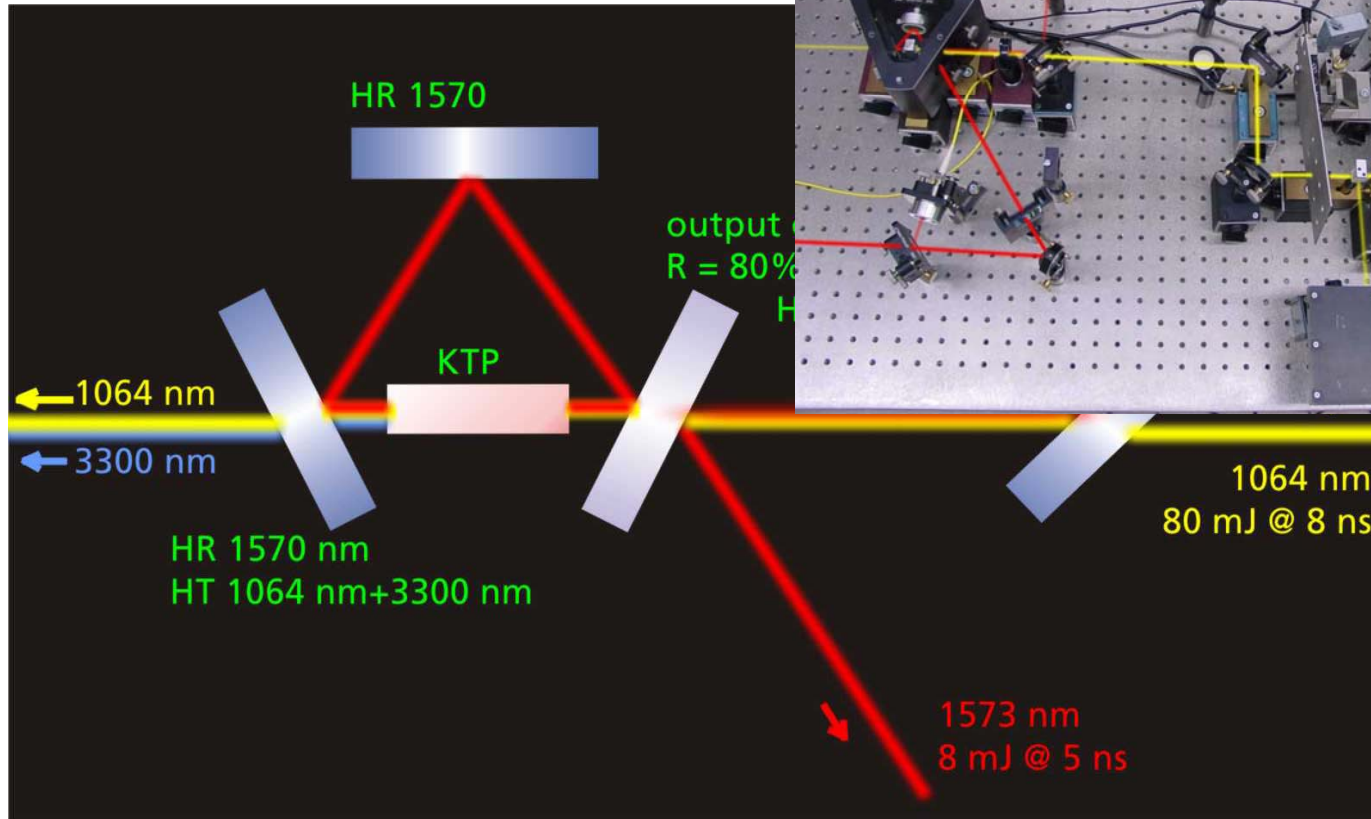 HR 1570
output
R = 80%
H
KTP
1064 nm
3300 nm
HR 1570 nm
HT 1064 nm+3300 nm
1064 nm
80 mJ @ 8 ns
1573 nm
8 mJ @ 5 ns